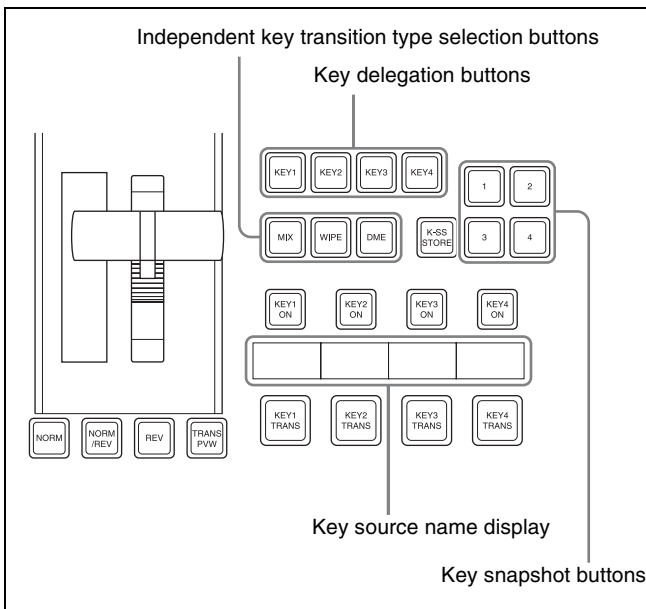 Independent key transition type selection buttons
Key delegation buttons
KEY1 KEY2 KEY3 KEY4
1 2
MIX WIPE DME
K-SS
STORE
3 4
KEY1
ON
KEY2
ON
KEY3
ON
KEY4
ON
KEY1
TRANS
KEY2
TRANS
KEY3
TRANS
KEY4
TRANS
NORM
NORM
/REV
REV
TRANS
PVW
Key source name display
Key snapshot buttons